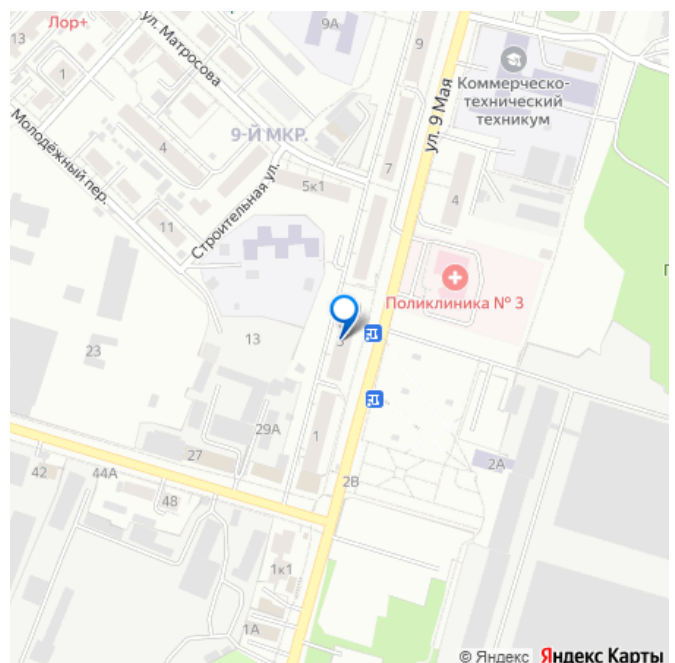 Лор+
13
1
ул. Матросова
9А
9
Коммерческо-
технический
техникум
ул. 9 Мая
9-Й МКР.
4
7
5к1
4
Молодёжный пер.
11
Строительная ул.
Поликлиника № 3
13
3
23
29А
1
27
2А
42
44А
48
2В
1к1
1А
© Яндекс Яндекс Карты